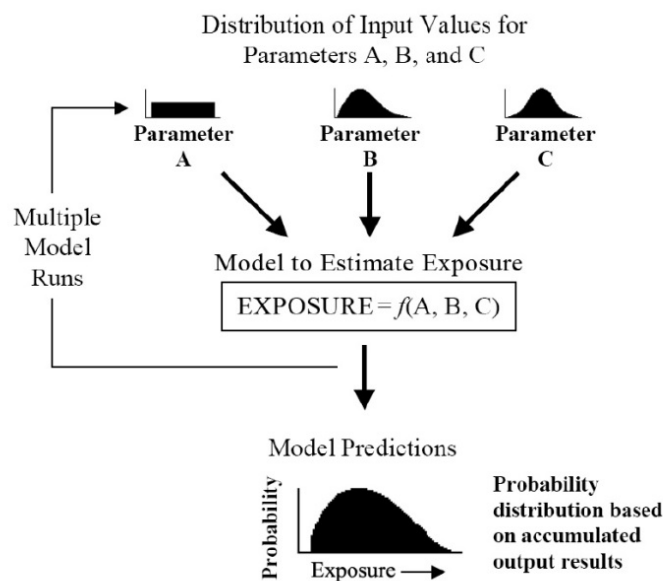 Distribution of Input Values for
Parameters A, B, and C
Parameter
A
Parameter
B
Parameter
C
Multiple
Model
Runs
Model to Estimate Exposure
EXPOSURE = f(A, B, C)
Model Predictions
Probability
Exposure
Probability
distribution based
on accumulated
output results